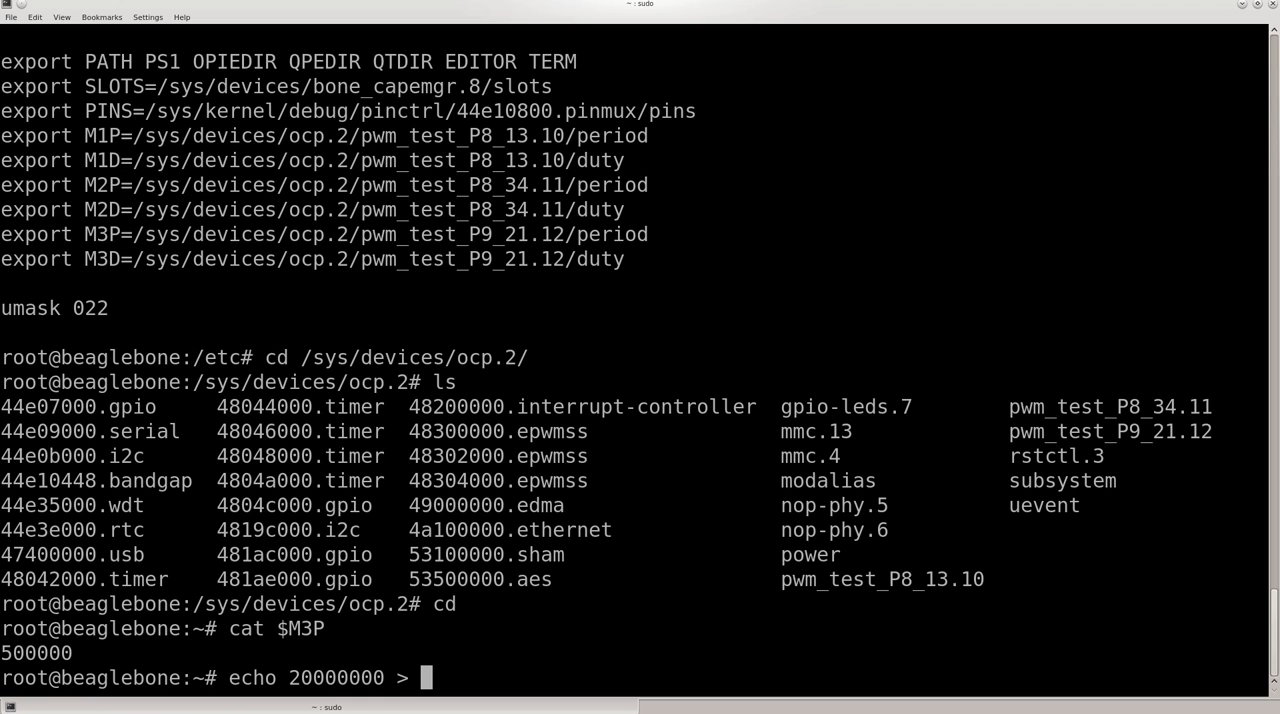 ~ : sudo
File Edit View Bookmarks Settings Help
export PATH PS1 OPIEDIR QPEDIR QTDIR EDITOR TERM
export SLOTS=/sys/devices/bone_capemgr.8/slots
export PINS=/sys/kernel/debug/pinctrl/44e10800.pinmux/pins
export M1P=/sys/devices/ocp.2/pwm_test_P8_13.10/period
export M1D=/sys/devices/ocp.2/pwm_test_P8_13.10/duty
export M2P=/sys/devices/ocp.2/pwm_test_P8_34.11/period
export M2D=/sys/devices/ocp.2/pwm_test_P8_34.11/duty
export M3P=/sys/devices/ocp.2/pwm_test_P9_21.12/period
export M3D=/sys/devices/ocp.2/pwm_test_P9_21.12/duty
umask 022
root@beaglebone:/etc# cd /sys/devices/ocp.2/
root@beaglebone:/sys/devices/ocp.2# ls
44e07000.gpio 48044000.timer 48200000.interrupt-controller gpio-leds.7 pwm_test_P8_34.11
44e09000.serial 48046000.timer 48300000.epwmss mmc.13 pwm_test_P9_21.12
44e0b000.i2c 48048000.timer 48302000.epwmss mmc.4 rstctl.3
44e10448.bandgap 4804a000.timer 48304000.epwmss modalias subsystem
44e35000.wdt 4804c000.gpio 49000000.edma nop-phy.5 uevent
44e3e000.rtc 4819c000.i2c 4a100000.ethernet nop-phy.6
47400000.usb 481ac000.gpio 53100000.sham power
48042000.timer 481ae000.gpio 53500000.aes pwm_test_P8_13.10
root@beaglebone:/sys/devices/ocp.2# cd
root@beaglebone:~# cat $M3P
500000
root@beaglebone:~# echo 20000000 >
~ : sudo